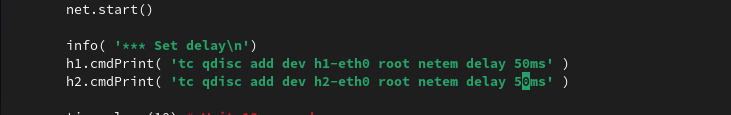 net.start()
info( '*** Set delay\n')
h1.cmdPrint( 'tc qdisc add dev h1-eth0 root netem delay 50ms' )
h2.cmdPrint( 'tc qdisc add dev h2-eth0 root netem delay 50ms' )